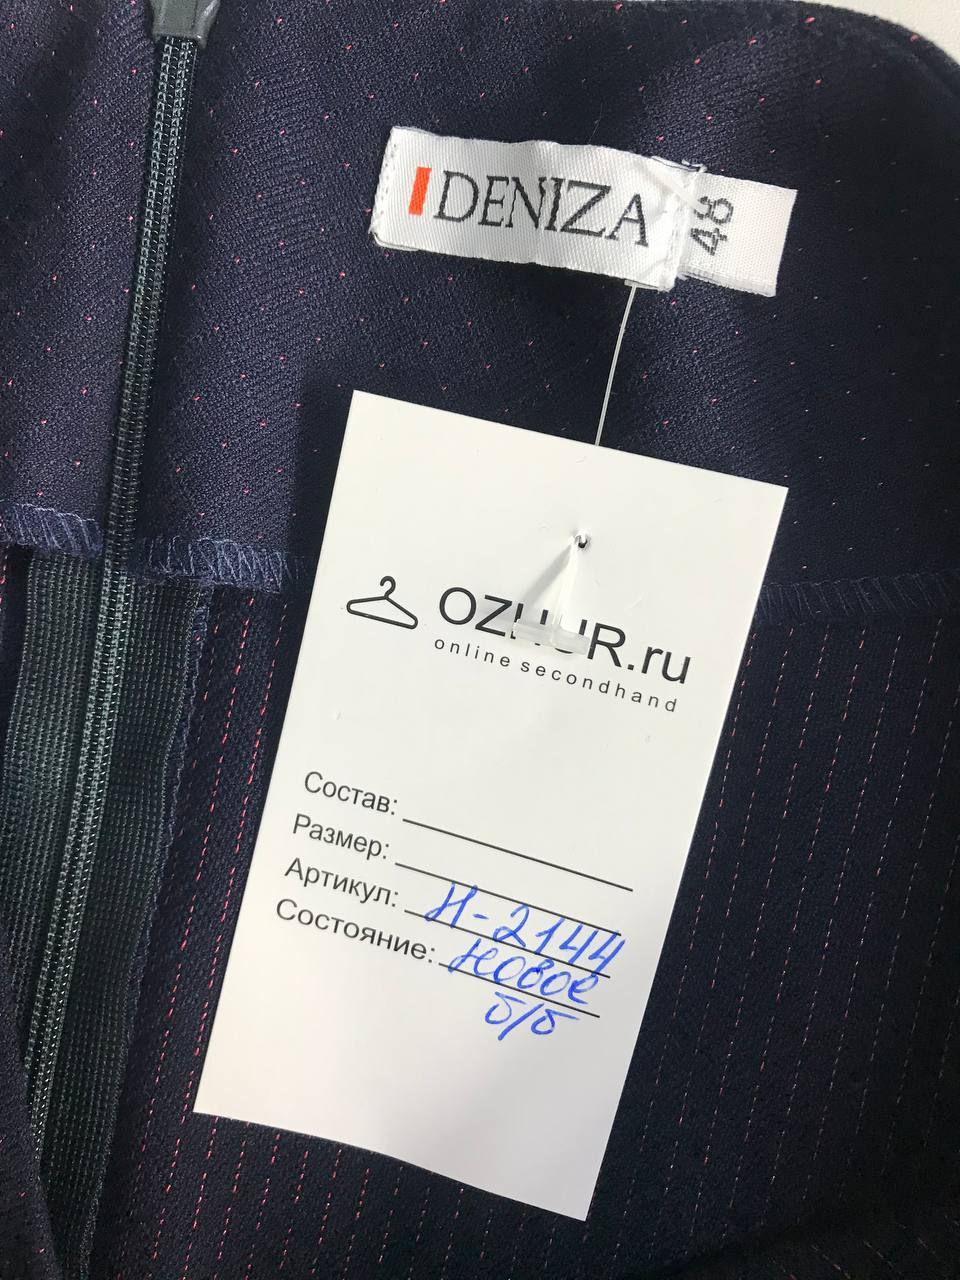 DENIZA
48
OZHUR.ru
online secondhand
Состав:
Размер:
Артикул: Н-2144
Состояние: новое
б/б